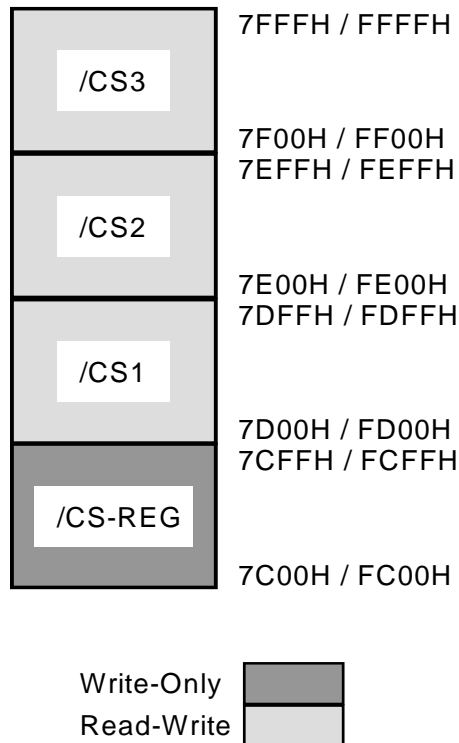 7FFFH / FFFFH
/CS3
7F00H / FF00H
7EFFH / FEFFH
/CS2
7E00H / FE00H
7DFFH / FDFFH
/CS1
7D00H / FD00H
7CFFH / FCFFH
/CS-REG
7C00H / FC00H
Write-Only
Read-Write